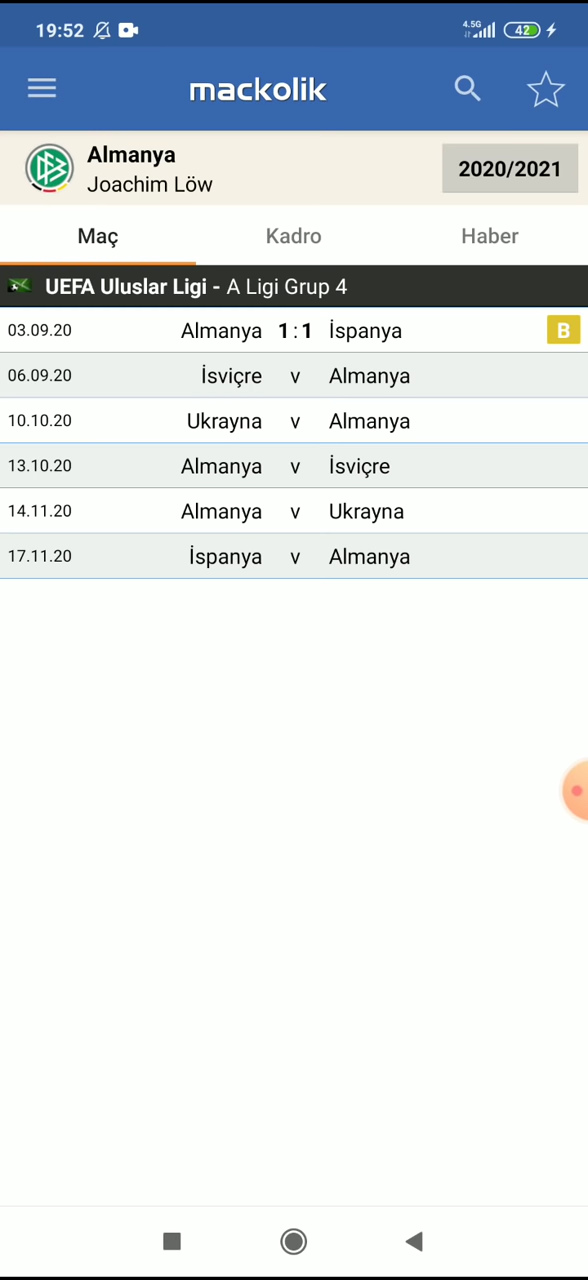 19:52 4.5G 42
mackolik
Almanya
Joachim Löw
2020/2021
Maç Kadro Haber
UEFA Uluslar Ligi - A Ligi Grup 4
03.09.20 Almanya 1 : 1 İspanya B
06.09.20 İsviçre v Almanya
10.10.20 Ukrayna v Almanya
13.10.20 Almanya v İsviçre
14.11.20 Almanya v Ukrayna
17.11.20 İspanya v Almanya